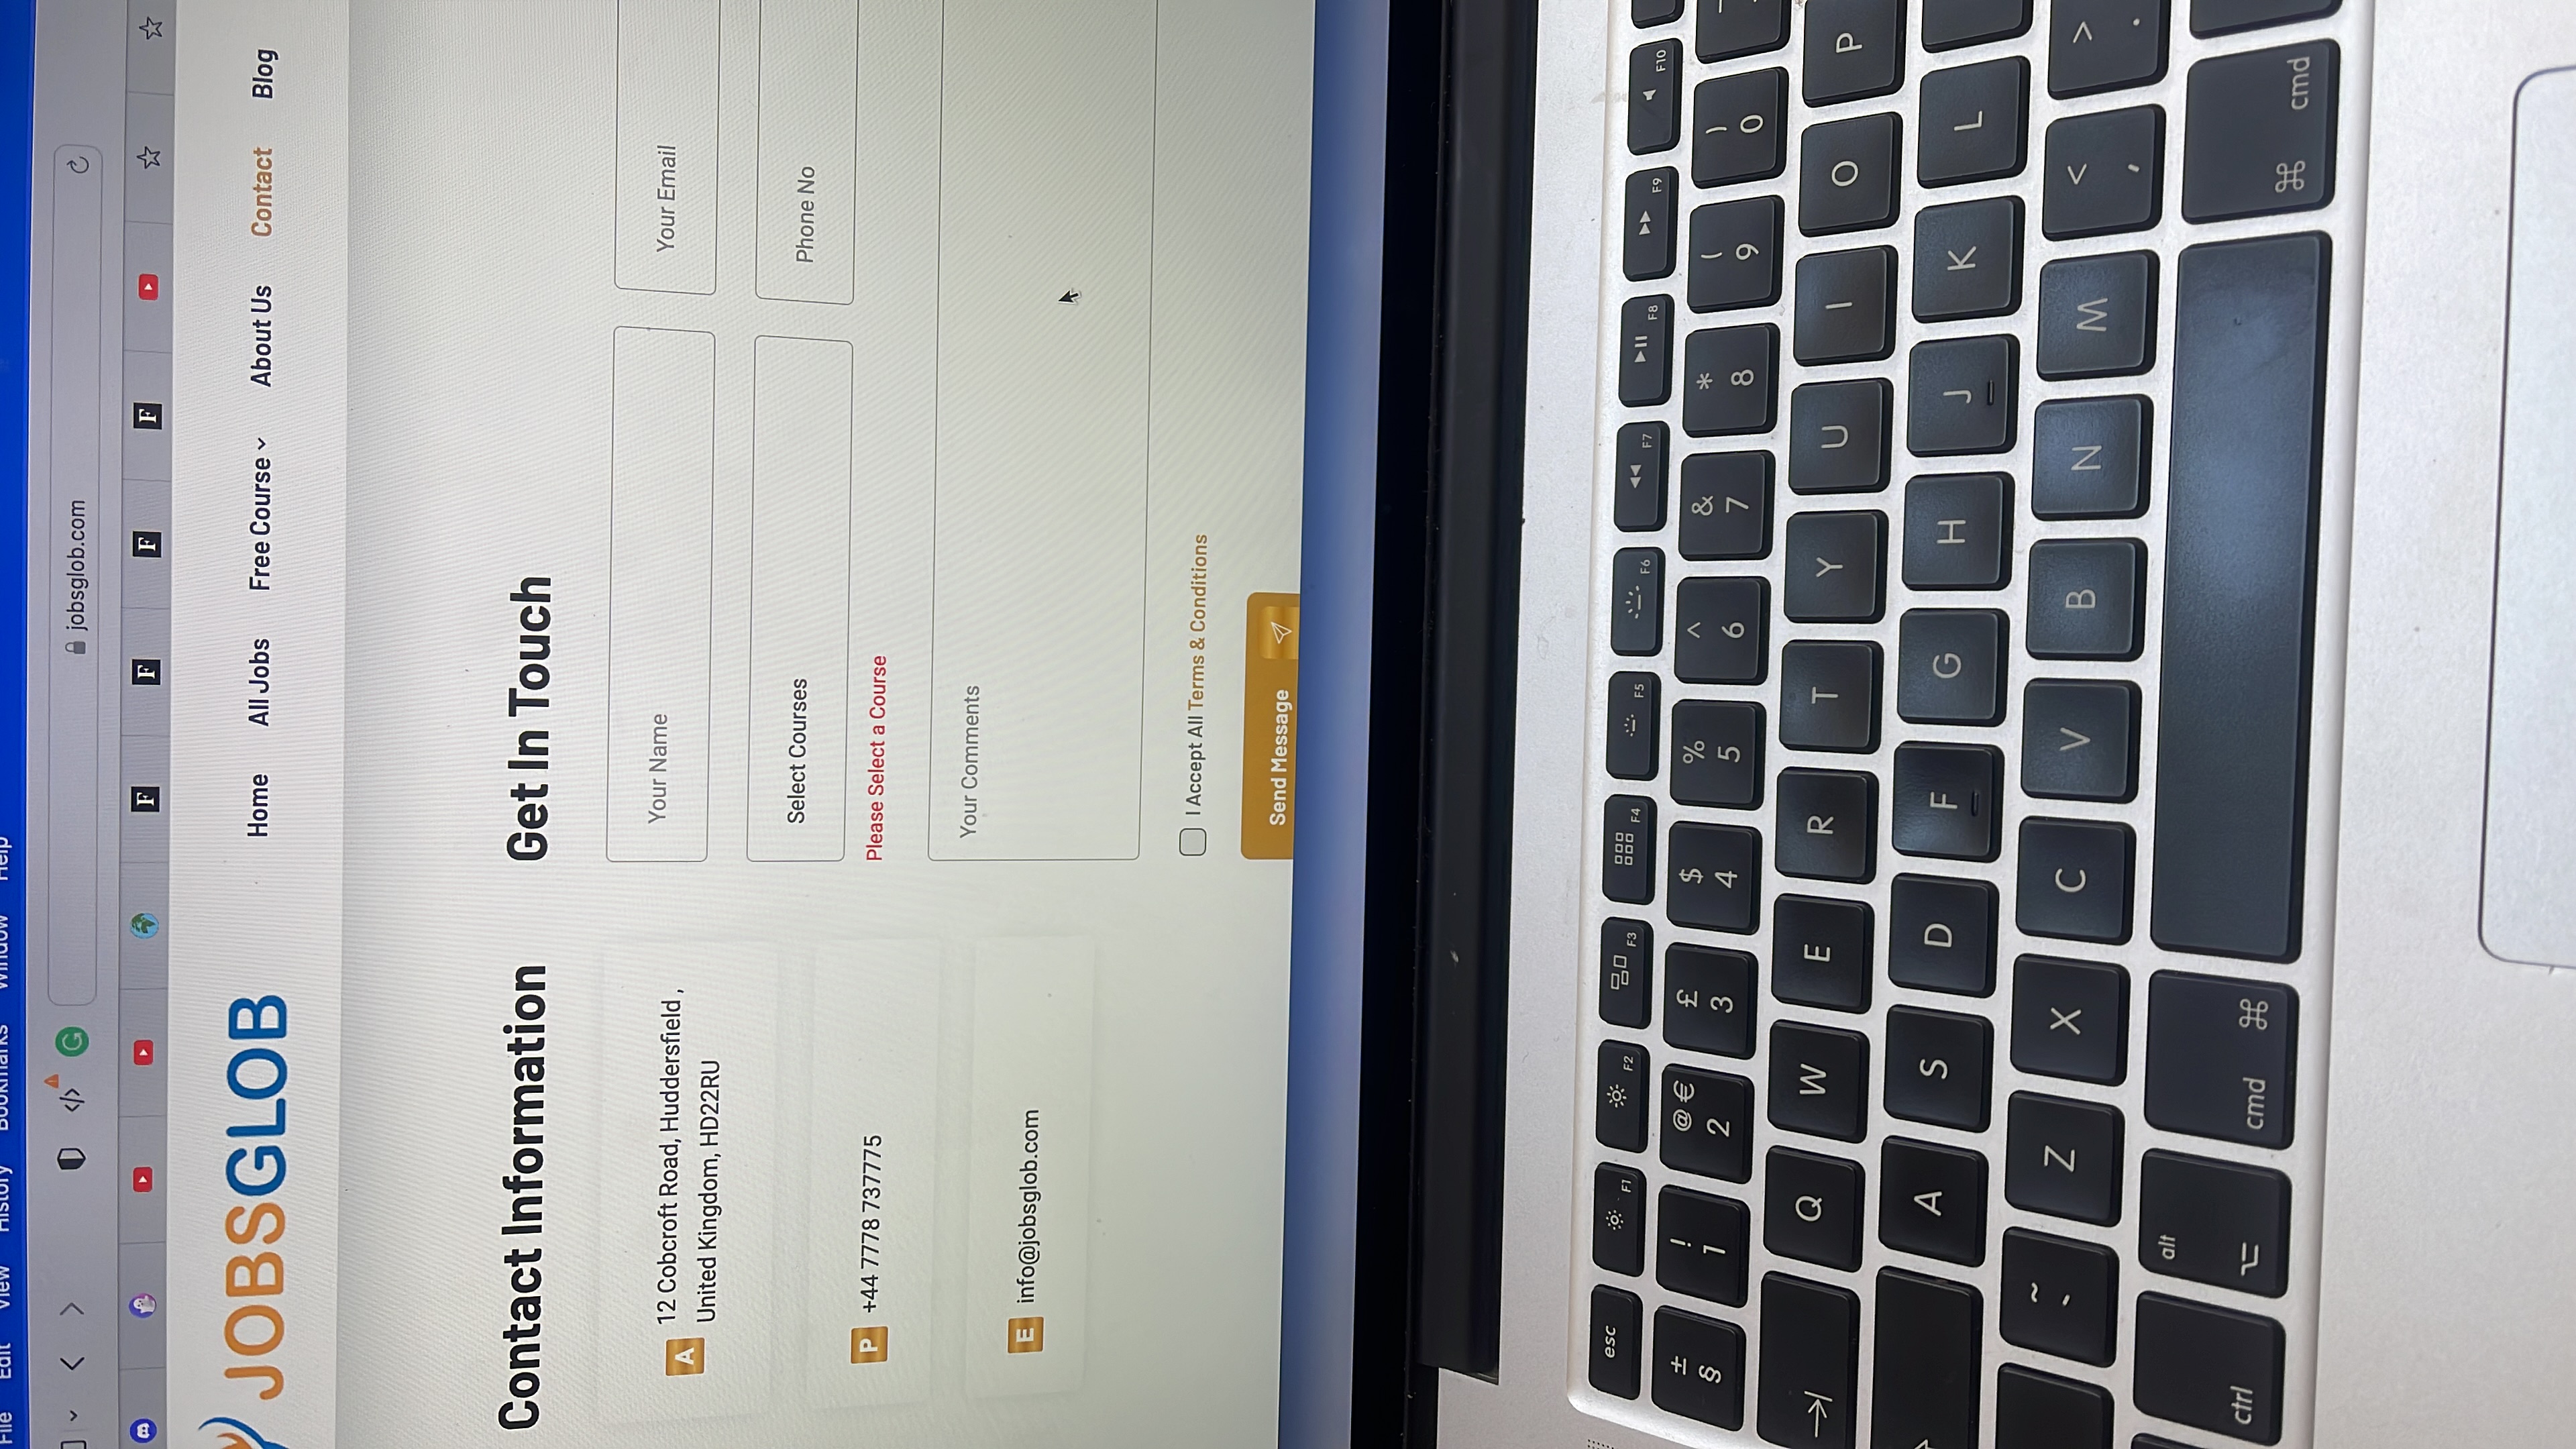 File Edit View History Bookmarks Window Help
jobsglob.com
F F F F
JOBSGLOB
Home All Jobs Free Course About Us Contact Blog
Contact Information
Get In Touch
A 12 Cobcroft Road, Huddersfield ,
United Kingdom, HD22RU
P +44 7778 737775
E info@jobsglob.com
Your Name
Your Email
Select Courses
Phone No
Please Select a Course
Your Comments
I Accept All Terms & Conditions
Send Message
esc F1 F2 F3 F4 F5 F6 F7 F8 F9 F10
± ! @ € £ $ % ^ & * ( )
§ 1 2 3 4 5 6 7 8 9 0
Q W E R T Y U I O P
A S D F G H J K L
~ Z X C V B N M < >
` , .
alt
ctrl ⌥ cmd ⌘ ⌘ cmd